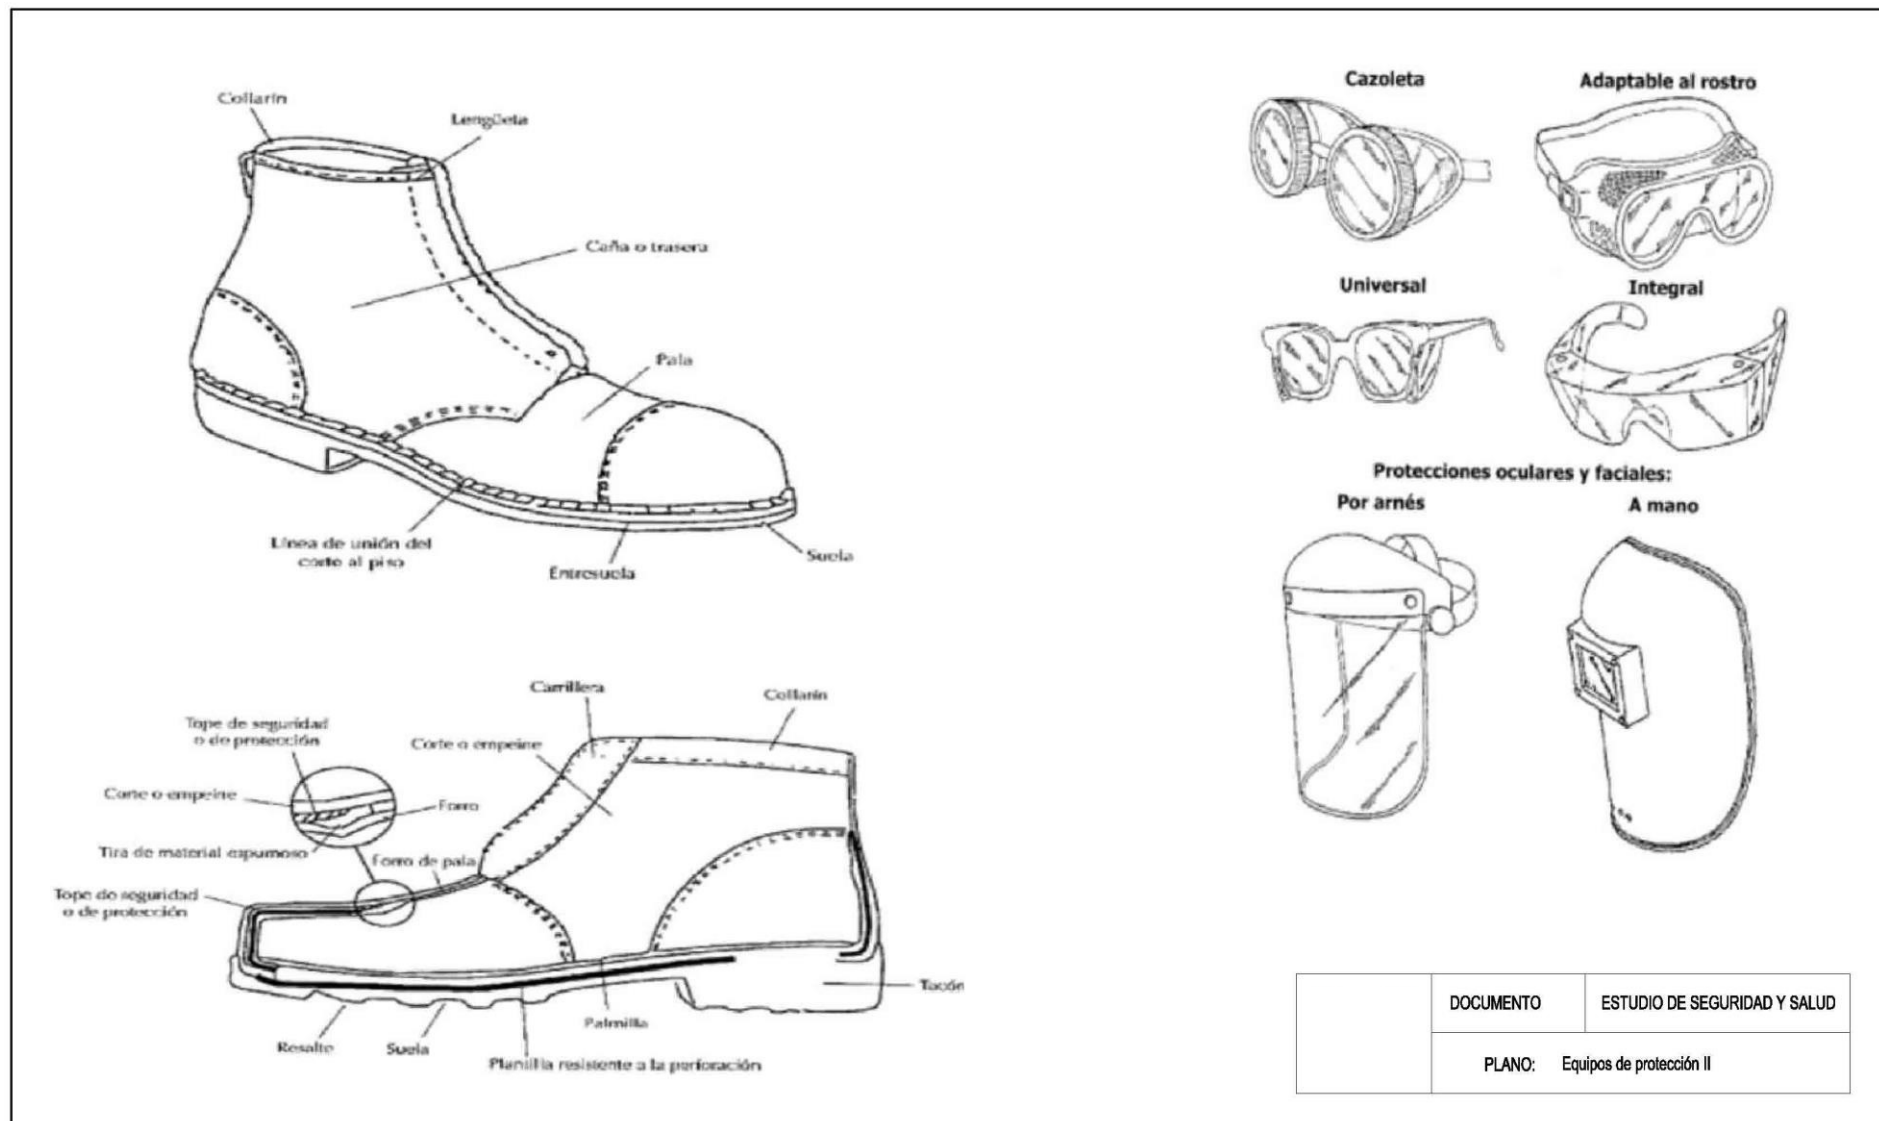 Collarín
Lengüeta
Caña o trasera
Pala
Línea de unión del
corte al piso
Entresuela
Suela
Carrillera
Collarín
Tope de seguridad
o de protección
Corte o empeine
Corte o empeine
Forro
Tira de material espumoso
Forro de pala
Tope de seguridad
o de protección
Tacón
Palmilla
Resalte
Suela
Plantilla resistente a la perforación
Cazoleta
Adaptable al rostro
Universal
Integral
Protecciones oculares y faciales:
Por arnés
A mano
DOCUMENTO
ESTUDIO DE SEGURIDAD Y SALUD
PLANO:
Equipos de protección II